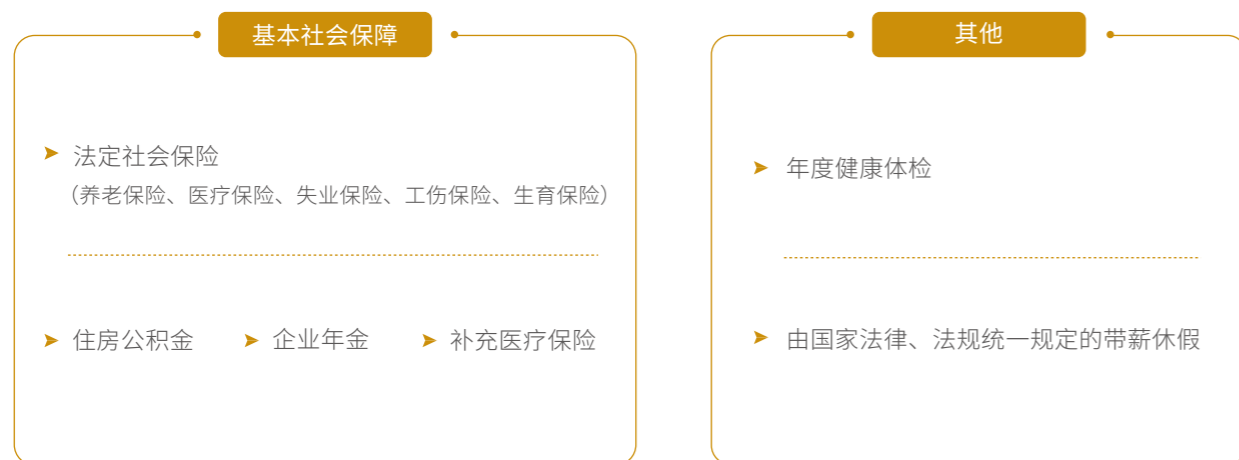 基本社会保障
法定社会保险
(养老保险、医疗保险、失业保险、工伤保险、生育保险)
住房公积金
企业年金
补充医疗保险
其他
年度健康体检
由国家法律、法规统一规定的带薪休假